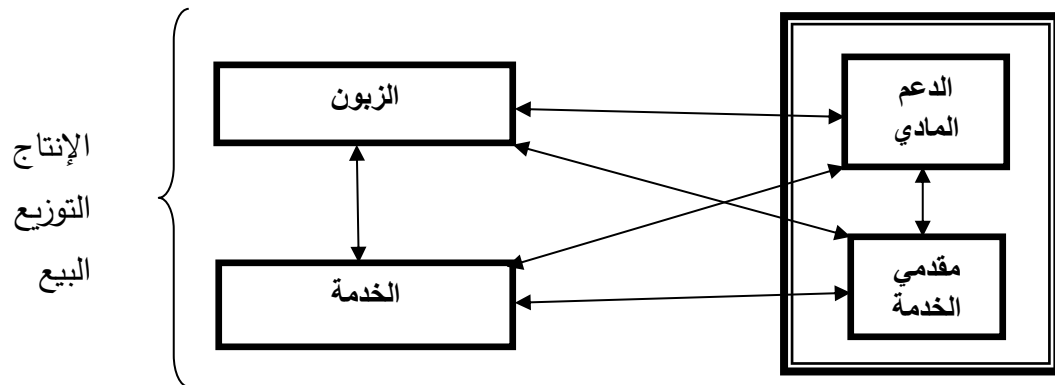 الزبون
الدعم
المادي
الإنتاج
التوزيع
البيع
الخدمة
مقدمي
الخدمة